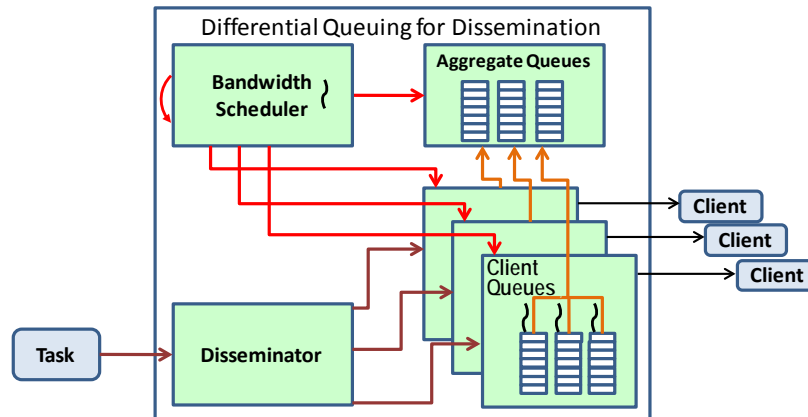 Differential Queuing for Dissemination
Bandwidth
Scheduler
Aggregate Queues
Client
Client
Client
Client
Queues
Task
Disseminator